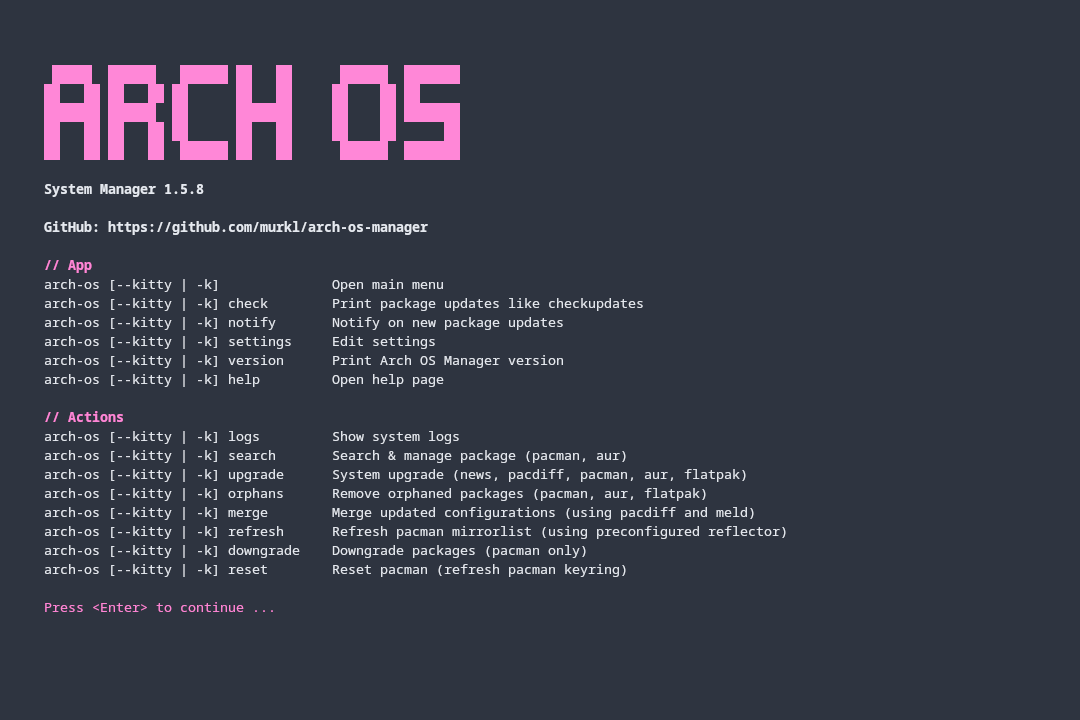 ARCH OS
System Manager 1.5.8
GitHub: https://github.com/murkl/arch-os-manager
// App
arch-os [--kitty | -k]              Open main menu
arch-os [--kitty | -k] check        Print package updates like checkupdates
arch-os [--kitty | -k] notify       Notify on new package updates
arch-os [--kitty | -k] settings     Edit settings
arch-os [--kitty | -k] version      Print Arch OS Manager version
arch-os [--kitty | -k] help         Open help page
// Actions
arch-os [--kitty | -k] logs         Show system logs
arch-os [--kitty | -k] search       Search & manage package (pacman, aur)
arch-os [--kitty | -k] upgrade      System upgrade (news, pacdiff, pacman, aur, flatpak)
arch-os [--kitty | -k] orphans      Remove orphaned packages (pacman, aur, flatpak)
arch-os [--kitty | -k] merge        Merge updated configurations (using pacdiff and meld)
arch-os [--kitty | -k] refresh      Refresh pacman mirrorlist (using preconfigured reflector)
arch-os [--kitty | -k] downgrade    Downgrade packages (pacman only)
arch-os [--kitty | -k] reset        Reset pacman (refresh pacman keyring)
Press <Enter> to continue ...